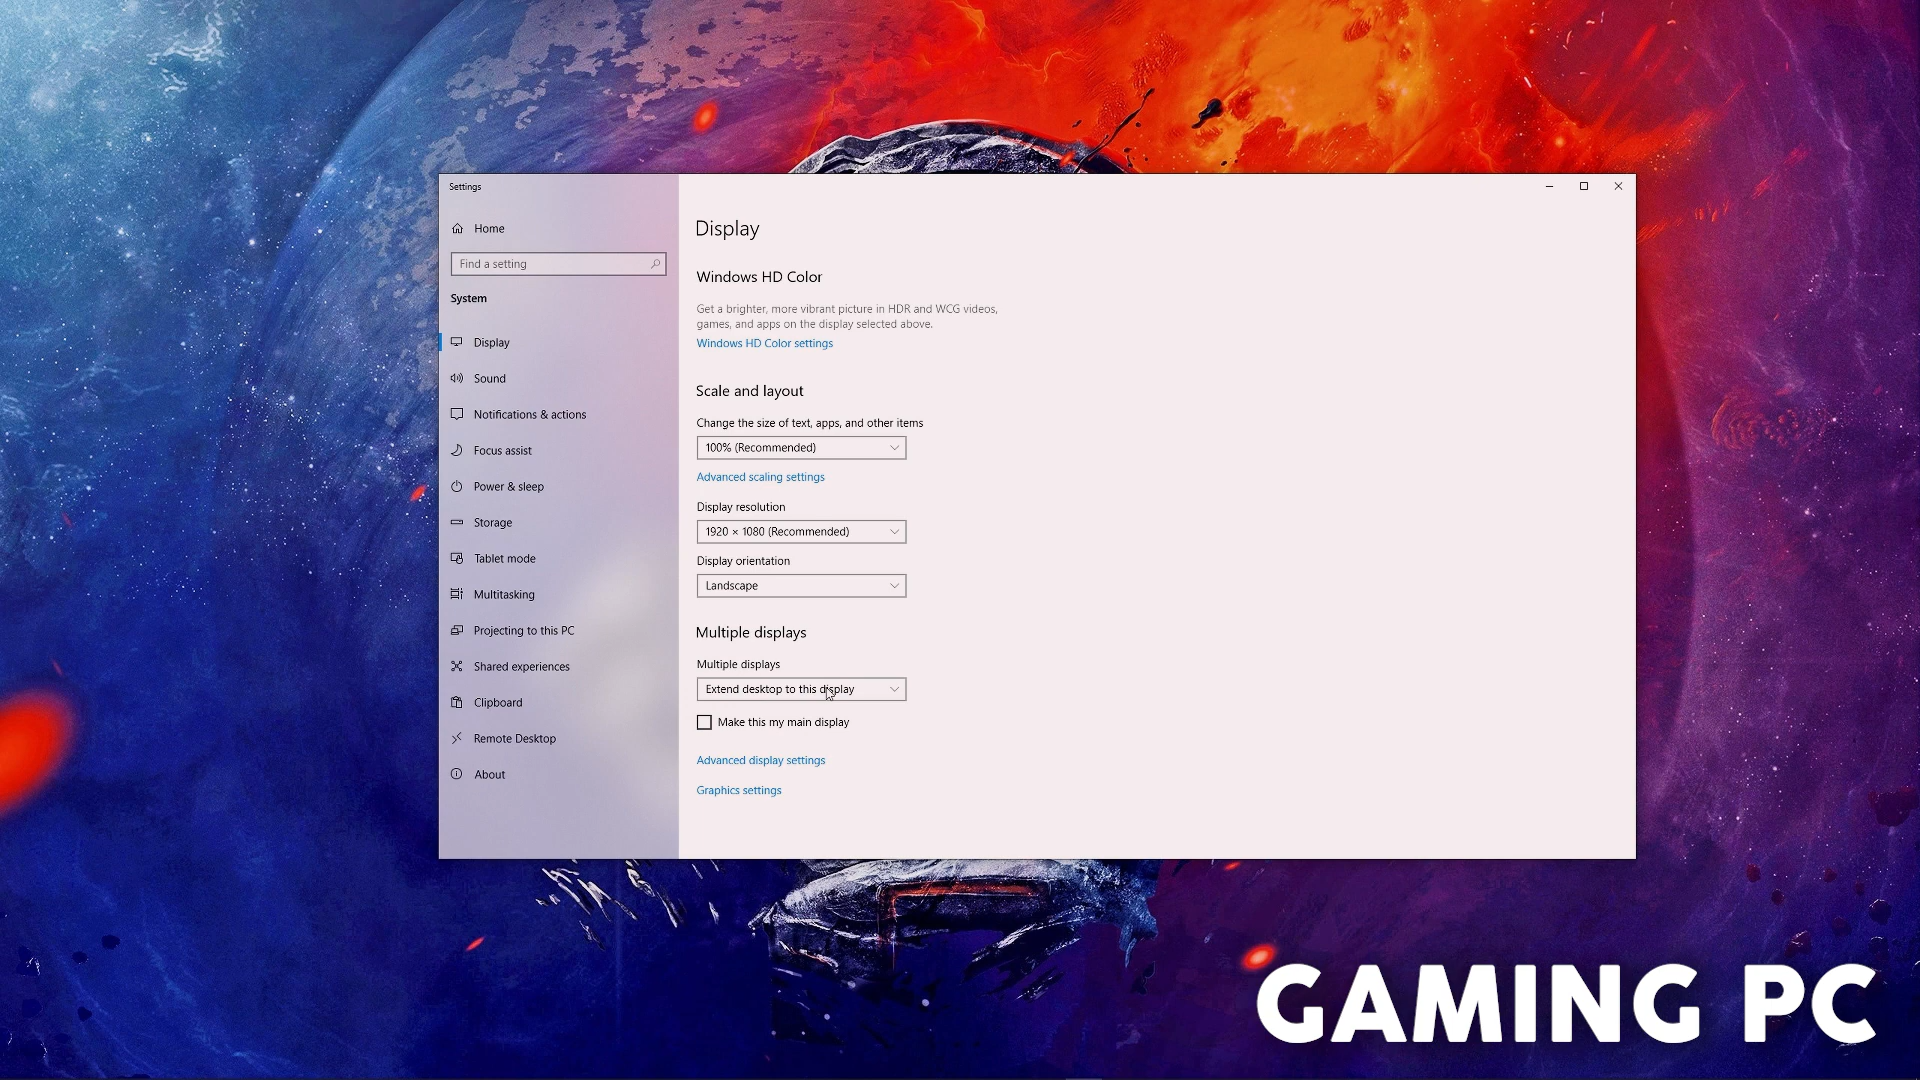 Settings
Home
Find a setting
System
Display
Sound
Notifications & actions
Focus assist
Power & sleep
Storage
Tablet mode
Multitasking
Projecting to this PC
Shared experiences
Clipboard
Remote Desktop
About
Display
Windows HD Color
Get a brighter, more vibrant picture in HDR and WCG videos,
games, and apps on the display selected above.
Windows HD Color settings
Scale and layout
Change the size of text, apps, and other items
100% (Recommended)
Advanced scaling settings
Display resolution
1920 × 1080 (Recommended)
Display orientation
Landscape
Multiple displays
Multiple displays
Extend desktop to this display
Make this my main display
Advanced display settings
Graphics settings
GAMING PC